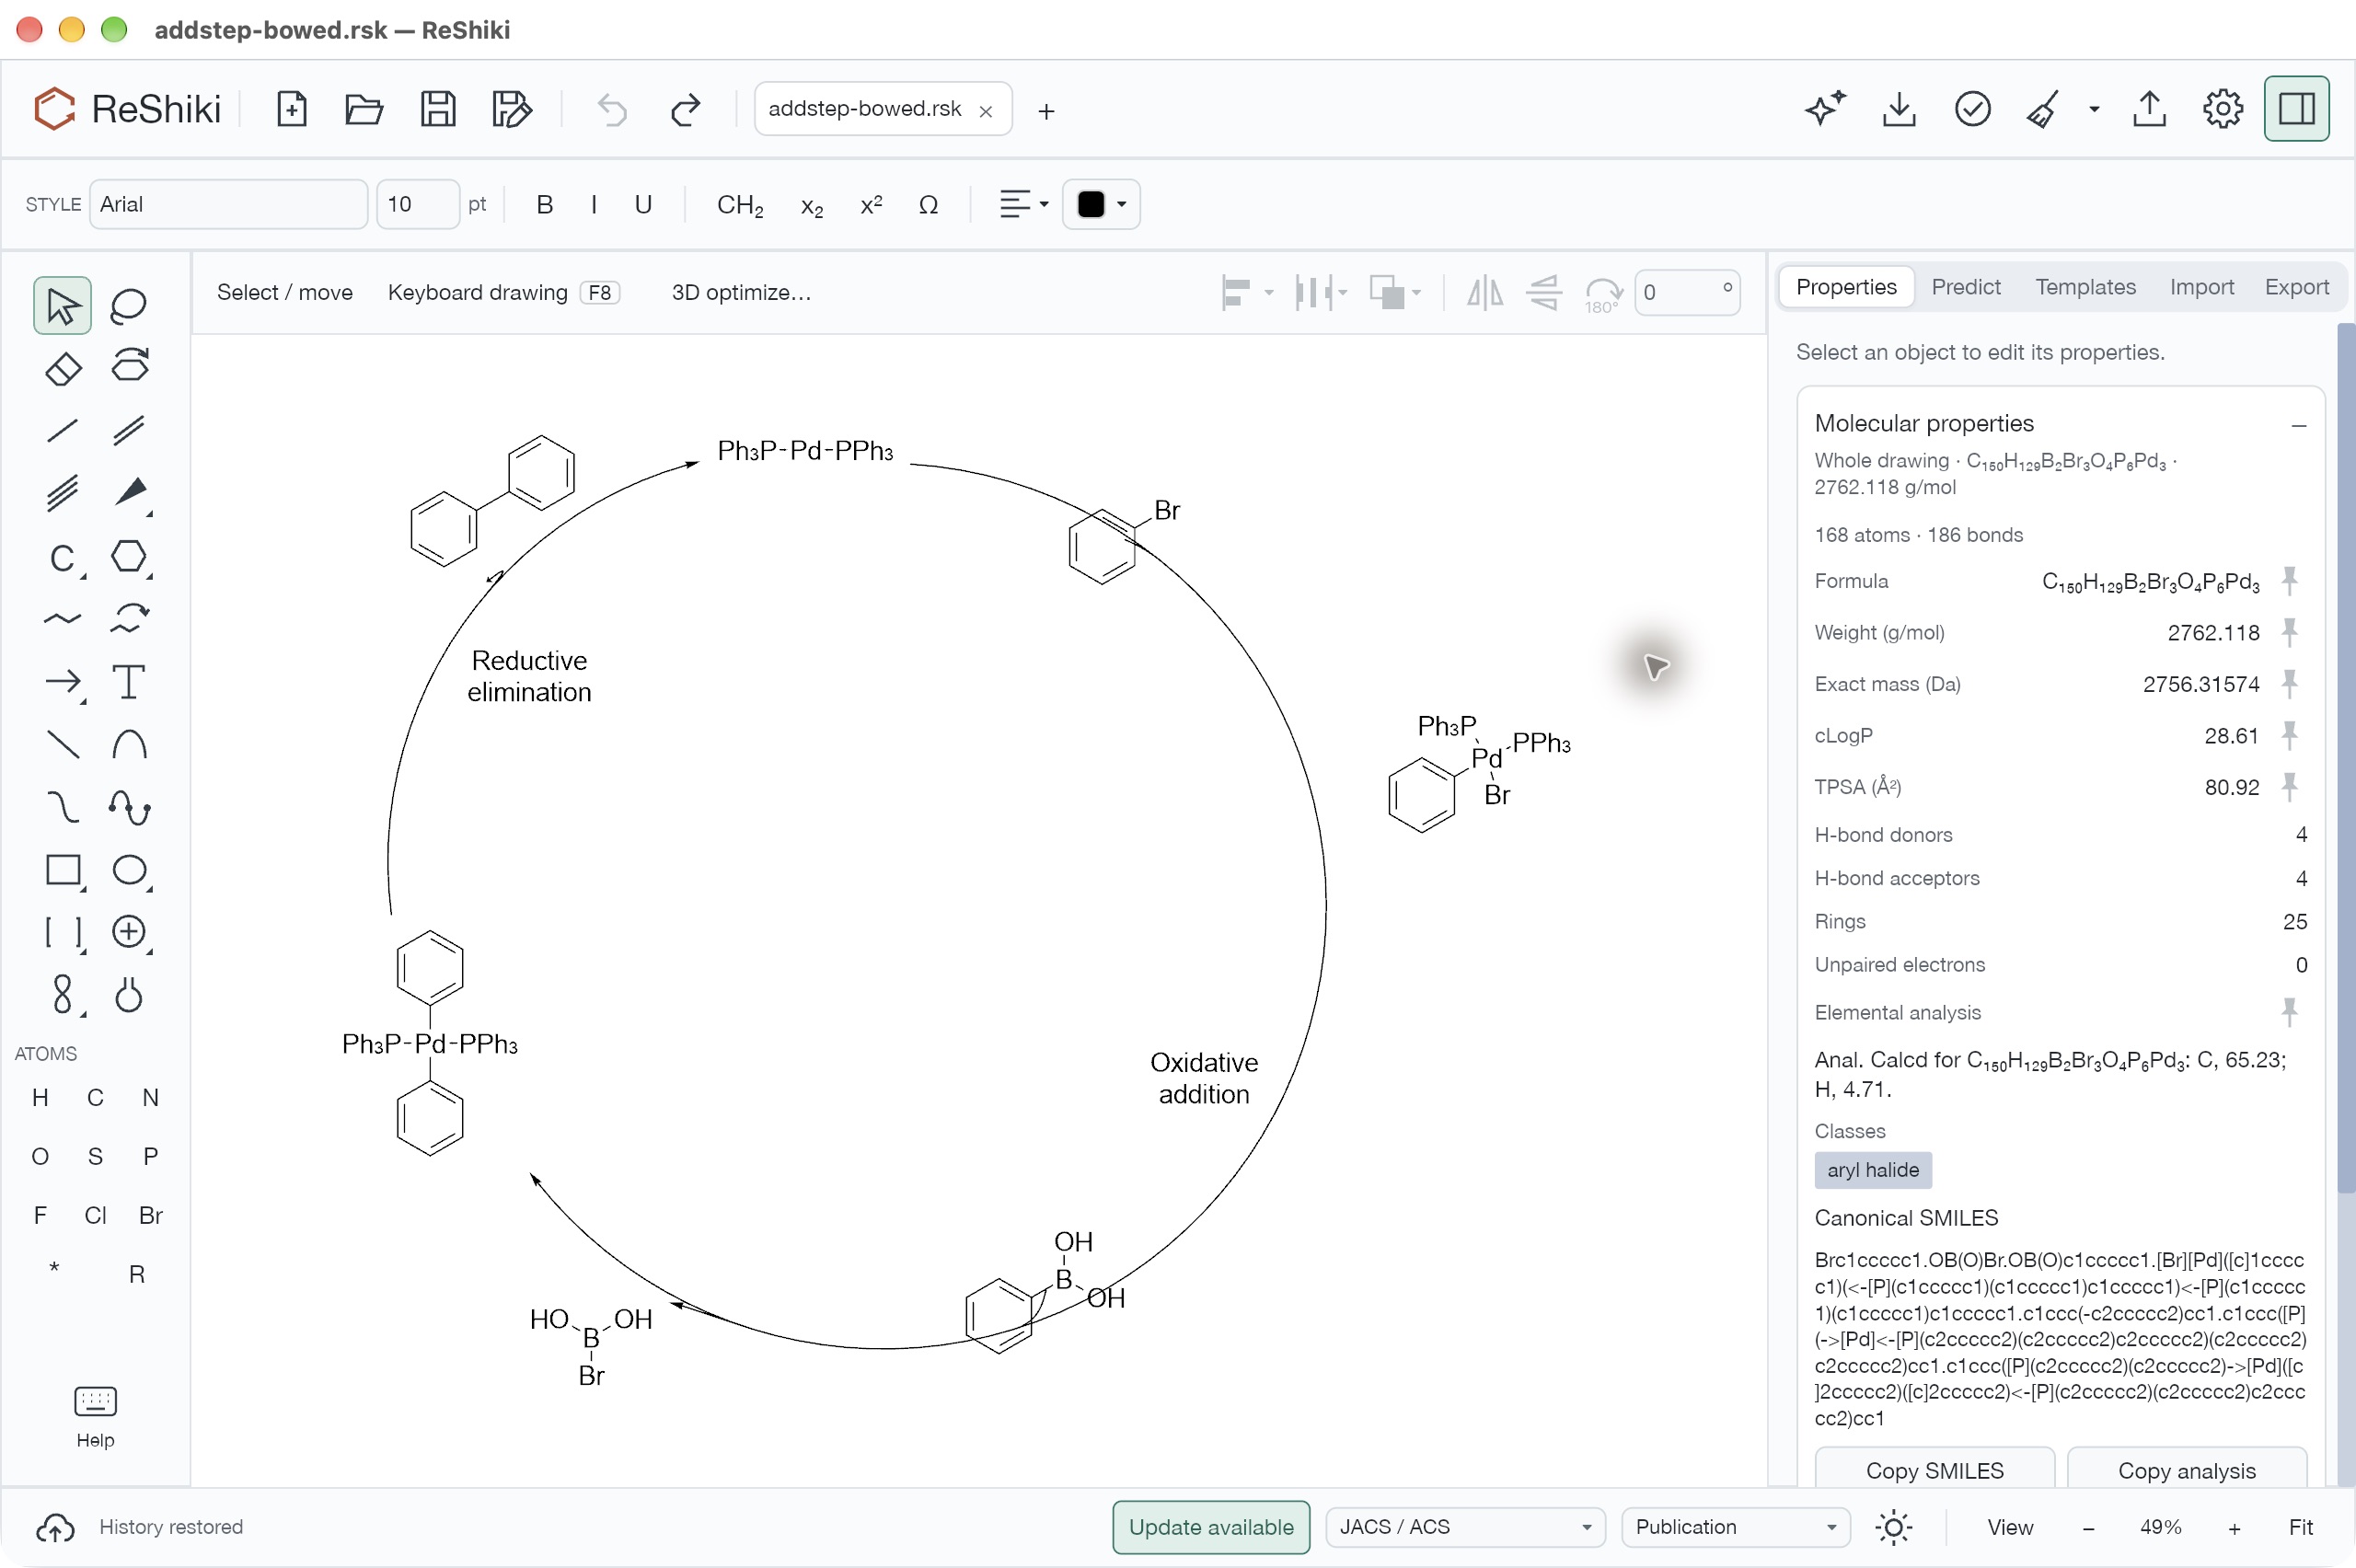 addstep-bowed.rsk — ReShiki
ReShiki
addstep-bowed.rsk ×
+
STYLE Arial 10 pt B I U CH₂ x₂ x² Ω
Select / move Keyboard drawing F8 3D optimize...
180°
0 °
Properties Predict Templates Import Export
Select an object to edit its properties.
Molecular properties –
Whole drawing · C₁₅₀H₁₂₉B₂Br₃O₄P₆Pd₃ ·
2762.118 g/mol
168 atoms · 186 bonds
Formula C₁₅₀H₁₂₉B₂Br₃O₄P₆Pd₃
Weight (g/mol) 2762.118
Exact mass (Da) 2756.31574
cLogP 28.61
TPSA (Å²) 80.92
H-bond donors 4
H-bond acceptors 4
Rings 25
Unpaired electrons 0
Elemental analysis
Anal. Calcd for C₁₅₀H₁₂₉B₂Br₃O₄P₆Pd₃: C, 65.23;
H, 4.71.
Classes
aryl halide
Canonical SMILES
Brc1ccccc1.OB(O)Br.OB(O)c1ccccc1.[Br][Pd]([c]1cccc
c1)(<-[P](c1ccccc1)(c1ccccc1)c1ccccc1)<-[P](c1ccccc
1)(c1ccccc1)c1ccccc1.c1ccc(-c2ccccc2)cc1.c1ccc([P]
(->[Pd]<-[P](c2ccccc2)(c2ccccc2)c2ccccc2)(c2ccccc2)
c2ccccc2)cc1.c1ccc([P](c2ccccc2)(c2ccccc2)->[Pd]([c
]2ccccc2)([c]2ccccc2)<-[P](c2ccccc2)(c2ccccc2)c2ccc
cc2)cc1
Copy SMILES Copy analysis
Ph₃P-Pd-PPh₃
Br
Reductive
elimination
Ph₃P
Pd
PPh₃
Br
Ph₃P-Pd-PPh₃
Oxidative
addition
OH
B
OH
HO
OH
B
Br
C
T
[ ]
ATOMS
H C N
O S P
F Cl Br
* R
Help
History restored
Update available
JACS / ACS
Publication
View – 49% + Fit